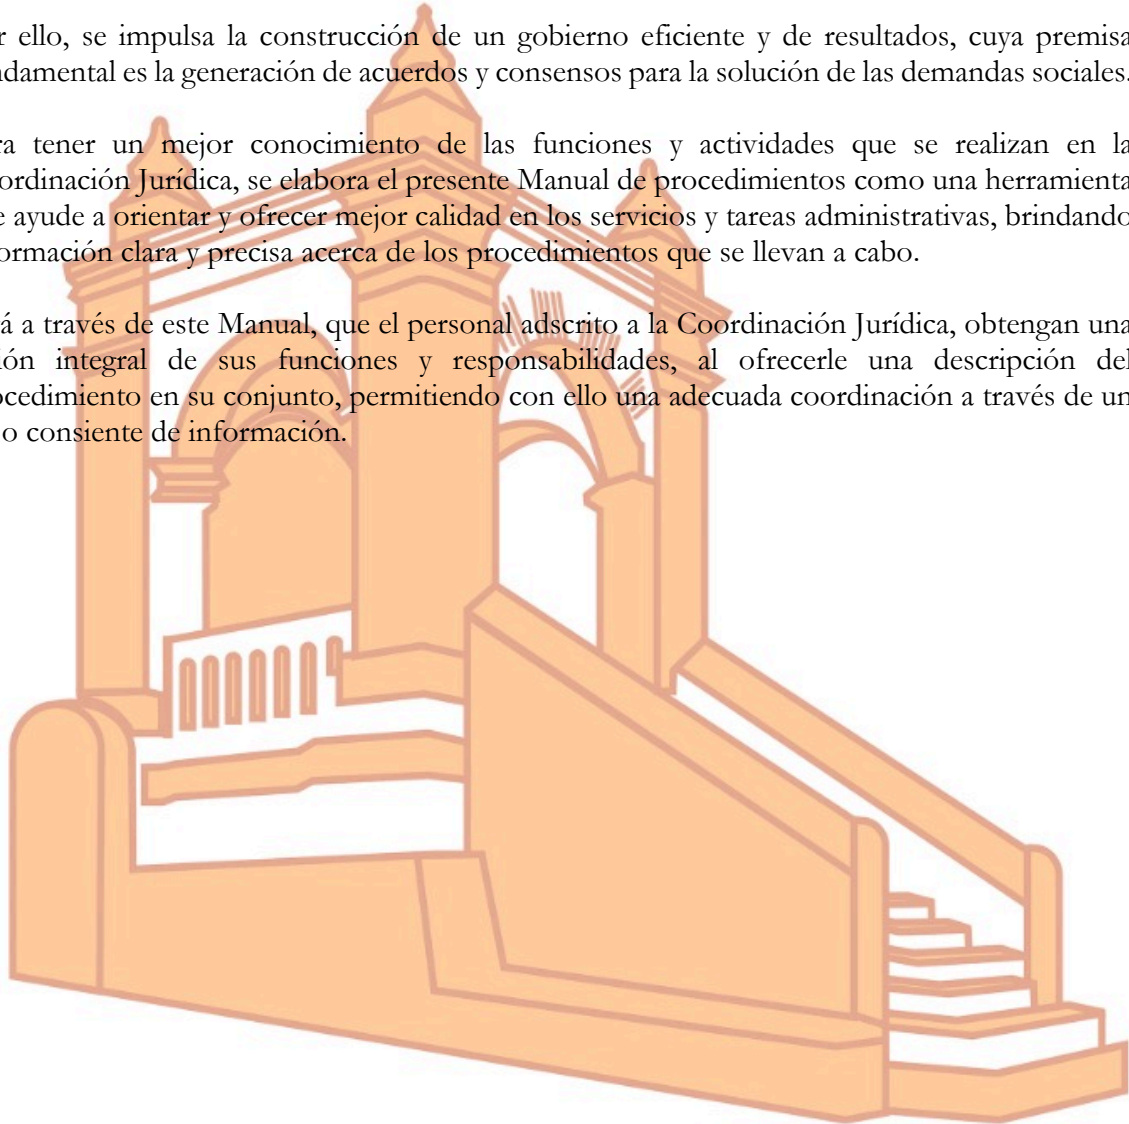 r ello, se impulsa la construcción de un gobierno eficiente y de resultados, cuya premisa
ndamental es la generación de acuerdos y consensos para la solución de las demandas sociales.
ra tener un mejor conocimiento de las funciones y actividades que se realizan en la
ordinación Jurídica, se elabora el presente Manual de procedimientos como una herramienta
e ayude a orientar y ofrecer mejor calidad en los servicios y tareas administrativas, brindando
ormación clara y precisa acerca de los procedimientos que se llevan a cabo.
á a través de este Manual, que el personal adscrito a la Coordinación Jurídica, obtengan una
ión integral de sus funciones y responsabilidades, al ofrecerle una descripción del
ocedimiento en su conjunto, permitiendo con ello una adecuada coordinación a través de un
o consiente de información.